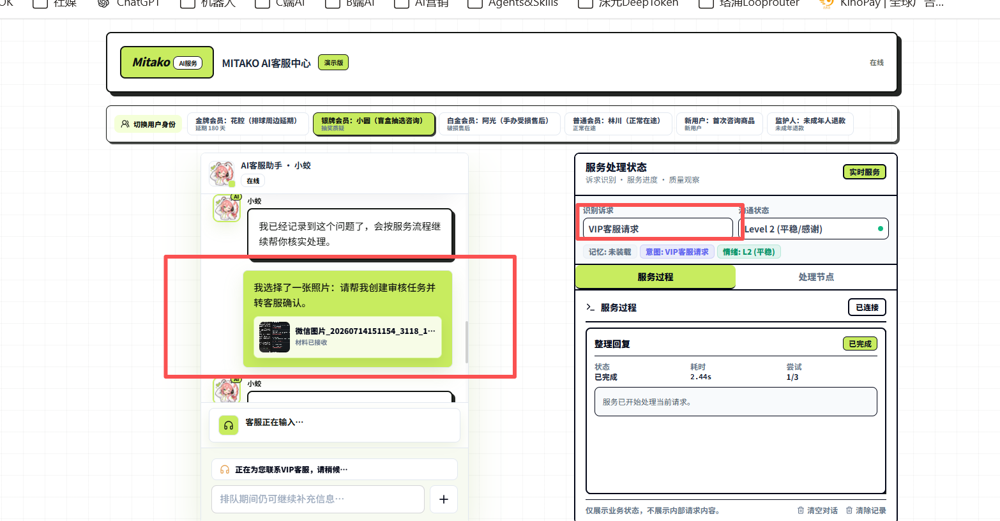 社媒
ChatGPT
机器人
C端AI
B端AI
AI营销
Agents&Skills
深元DeepToken
珞浦Looprouter
KinoPay | 全球广告...
Mitako AI服务
MITAKO AI客服中心
演示版
在线
切换用户身份
金牌会员：花腔（排球周边延期）
延期 180 天
银牌会员：小圆（盲盒抽选咨询）
抽奖质疑
白金会员：阿光（手办受损售后）
破损售后
普通会员：林川（正常在途）
正常在途
新用户：首次咨询商品
新用户
监护人：未成年人退款
未成年退款
AI客服助手 • 小蛟
在线
AI
小蛟
我已经记录到这个问题了，会按服务流程继
续帮你核实处理。
我选择了一张照片：请帮我创建审核任务并
转客服确认。
微信图片_20260714151154_3118_1…
材料已接收
AI
小蛟
客服正在输入…
正在为您联系VIP客服，请稍候…
排队期间仍可继续补充信息…
服务处理状态
诉求识别 • 服务进度 • 质量观察
实时服务
识别诉求
VIP客服请求
沟通状态
Level 2 (平稳/感谢)
记忆: 未装载
意图: VIP客服请求
情绪: L2 (平稳)
服务过程
处理节点
服务过程
已连接
整理回复
已完成
状态
已完成
耗时
2.44s
尝试
1/3
服务已开始处理当前请求。
仅展示业务状态，不展示内部请求内容。
清空对话
清除记录